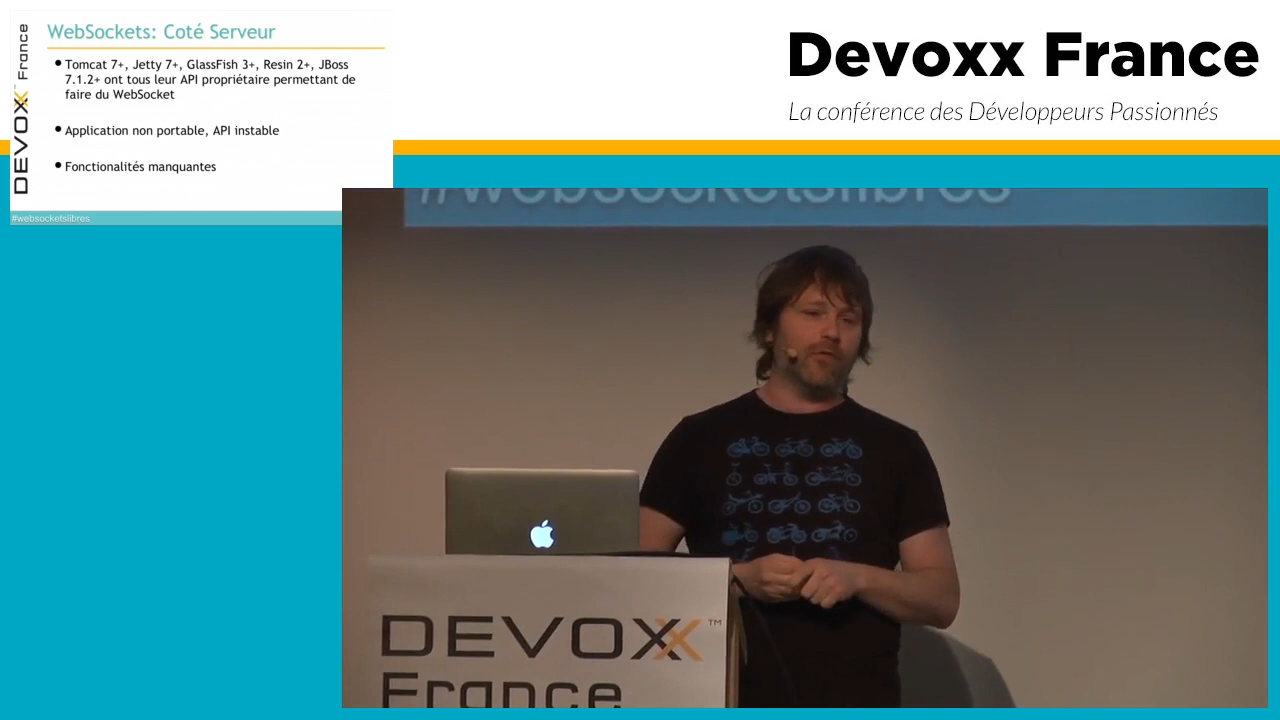 WebSockets: Coté Serveur
Tomcat 7+, Jetty 7+, GlassFish 3+, Resin 2+, JBoss
7.1.2+ ont tous leur API propriétaire permettant de
faire du WebSocket
Application non portable, API instable
Fonctionalités manquantes
DEVOXX France
#websocketslibres
Devoxx France
La conférence des Développeurs Passionnés
#websocketslibres
DEVOXX™
France